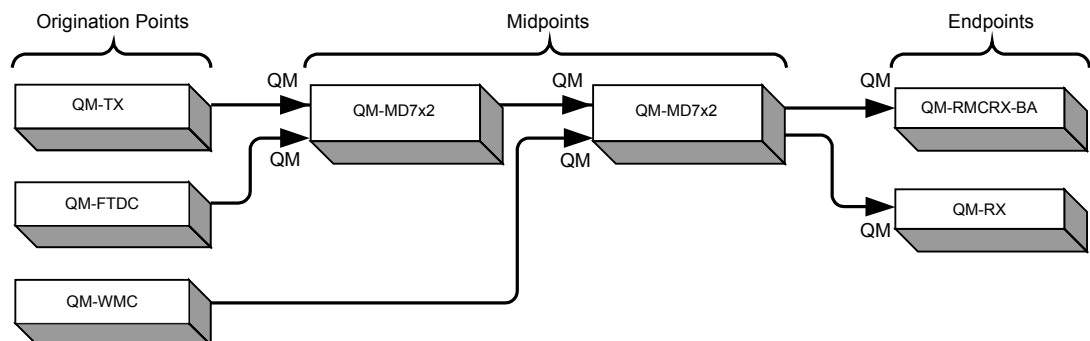 Origination Points
Midpoints
Endpoints
QM-TX
QM
QM-MD7x2
QM
QM-MD7x2
QM
QM-RMCRX-BA
QM
QM
QM-FTDC
QM-RX
QM
QM-WMC